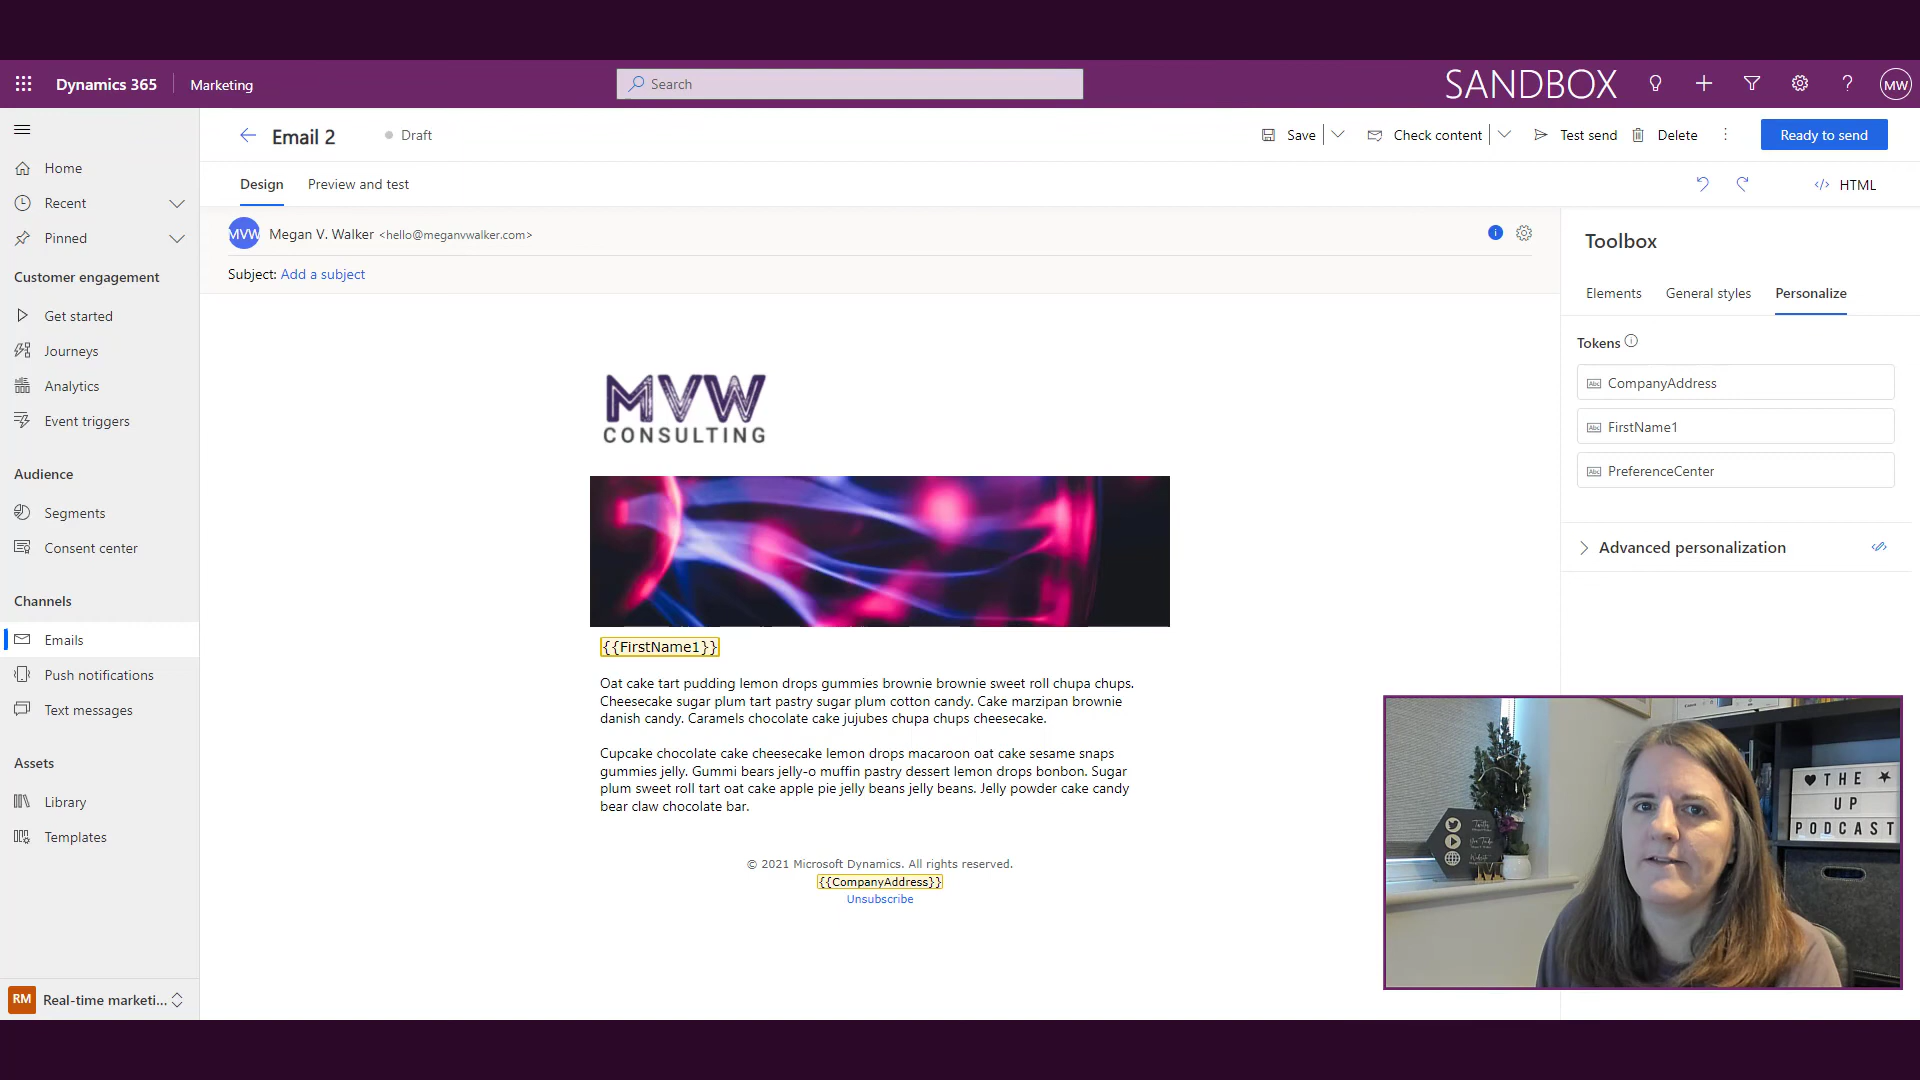 Dynamics 365
Marketing
Search
SANDBOX
MW
Email 2
Draft
Save
Check content
Test send
Delete
Ready to send
Home
Recent
Pinned
Customer engagement
Get started
Journeys
Analytics
Event triggers
Audience
Segments
Consent center
Channels
Emails
Push notifications
Text messages
Assets
Library
Templates
RM
Real-time marketi...
Design
Preview and test
HTML
MVW
Megan V. Walker <hello@meganvwalker.com>
Subject: Add a subject
MVW
CONSULTING
{{FirstName1}}
Oat cake tart pudding lemon drops gummies brownie brownie sweet roll chupa chups.
Cheesecake sugar plum tart pastry sugar plum cotton candy. Cake marzipan brownie
danish candy. Caramels chocolate cake jujubes chupa chups cheesecake.
Cupcake chocolate cake cheesecake lemon drops macaroon oat cake sesame snaps
gummies jelly. Gummi bears jelly-o muffin pastry dessert lemon drops bonbon. Sugar
plum sweet roll tart oat cake apple pie jelly beans jelly beans. Jelly powder cake candy
bear claw chocolate bar.
© 2021 Microsoft Dynamics. All rights reserved.
{{CompanyAddress}}
Unsubscribe
Toolbox
Elements
General styles
Personalize
Tokens
Abc CompanyAddress
Abc FirstName1
Abc PreferenceCenter
Advanced personalization
THE
UP
PODCAST